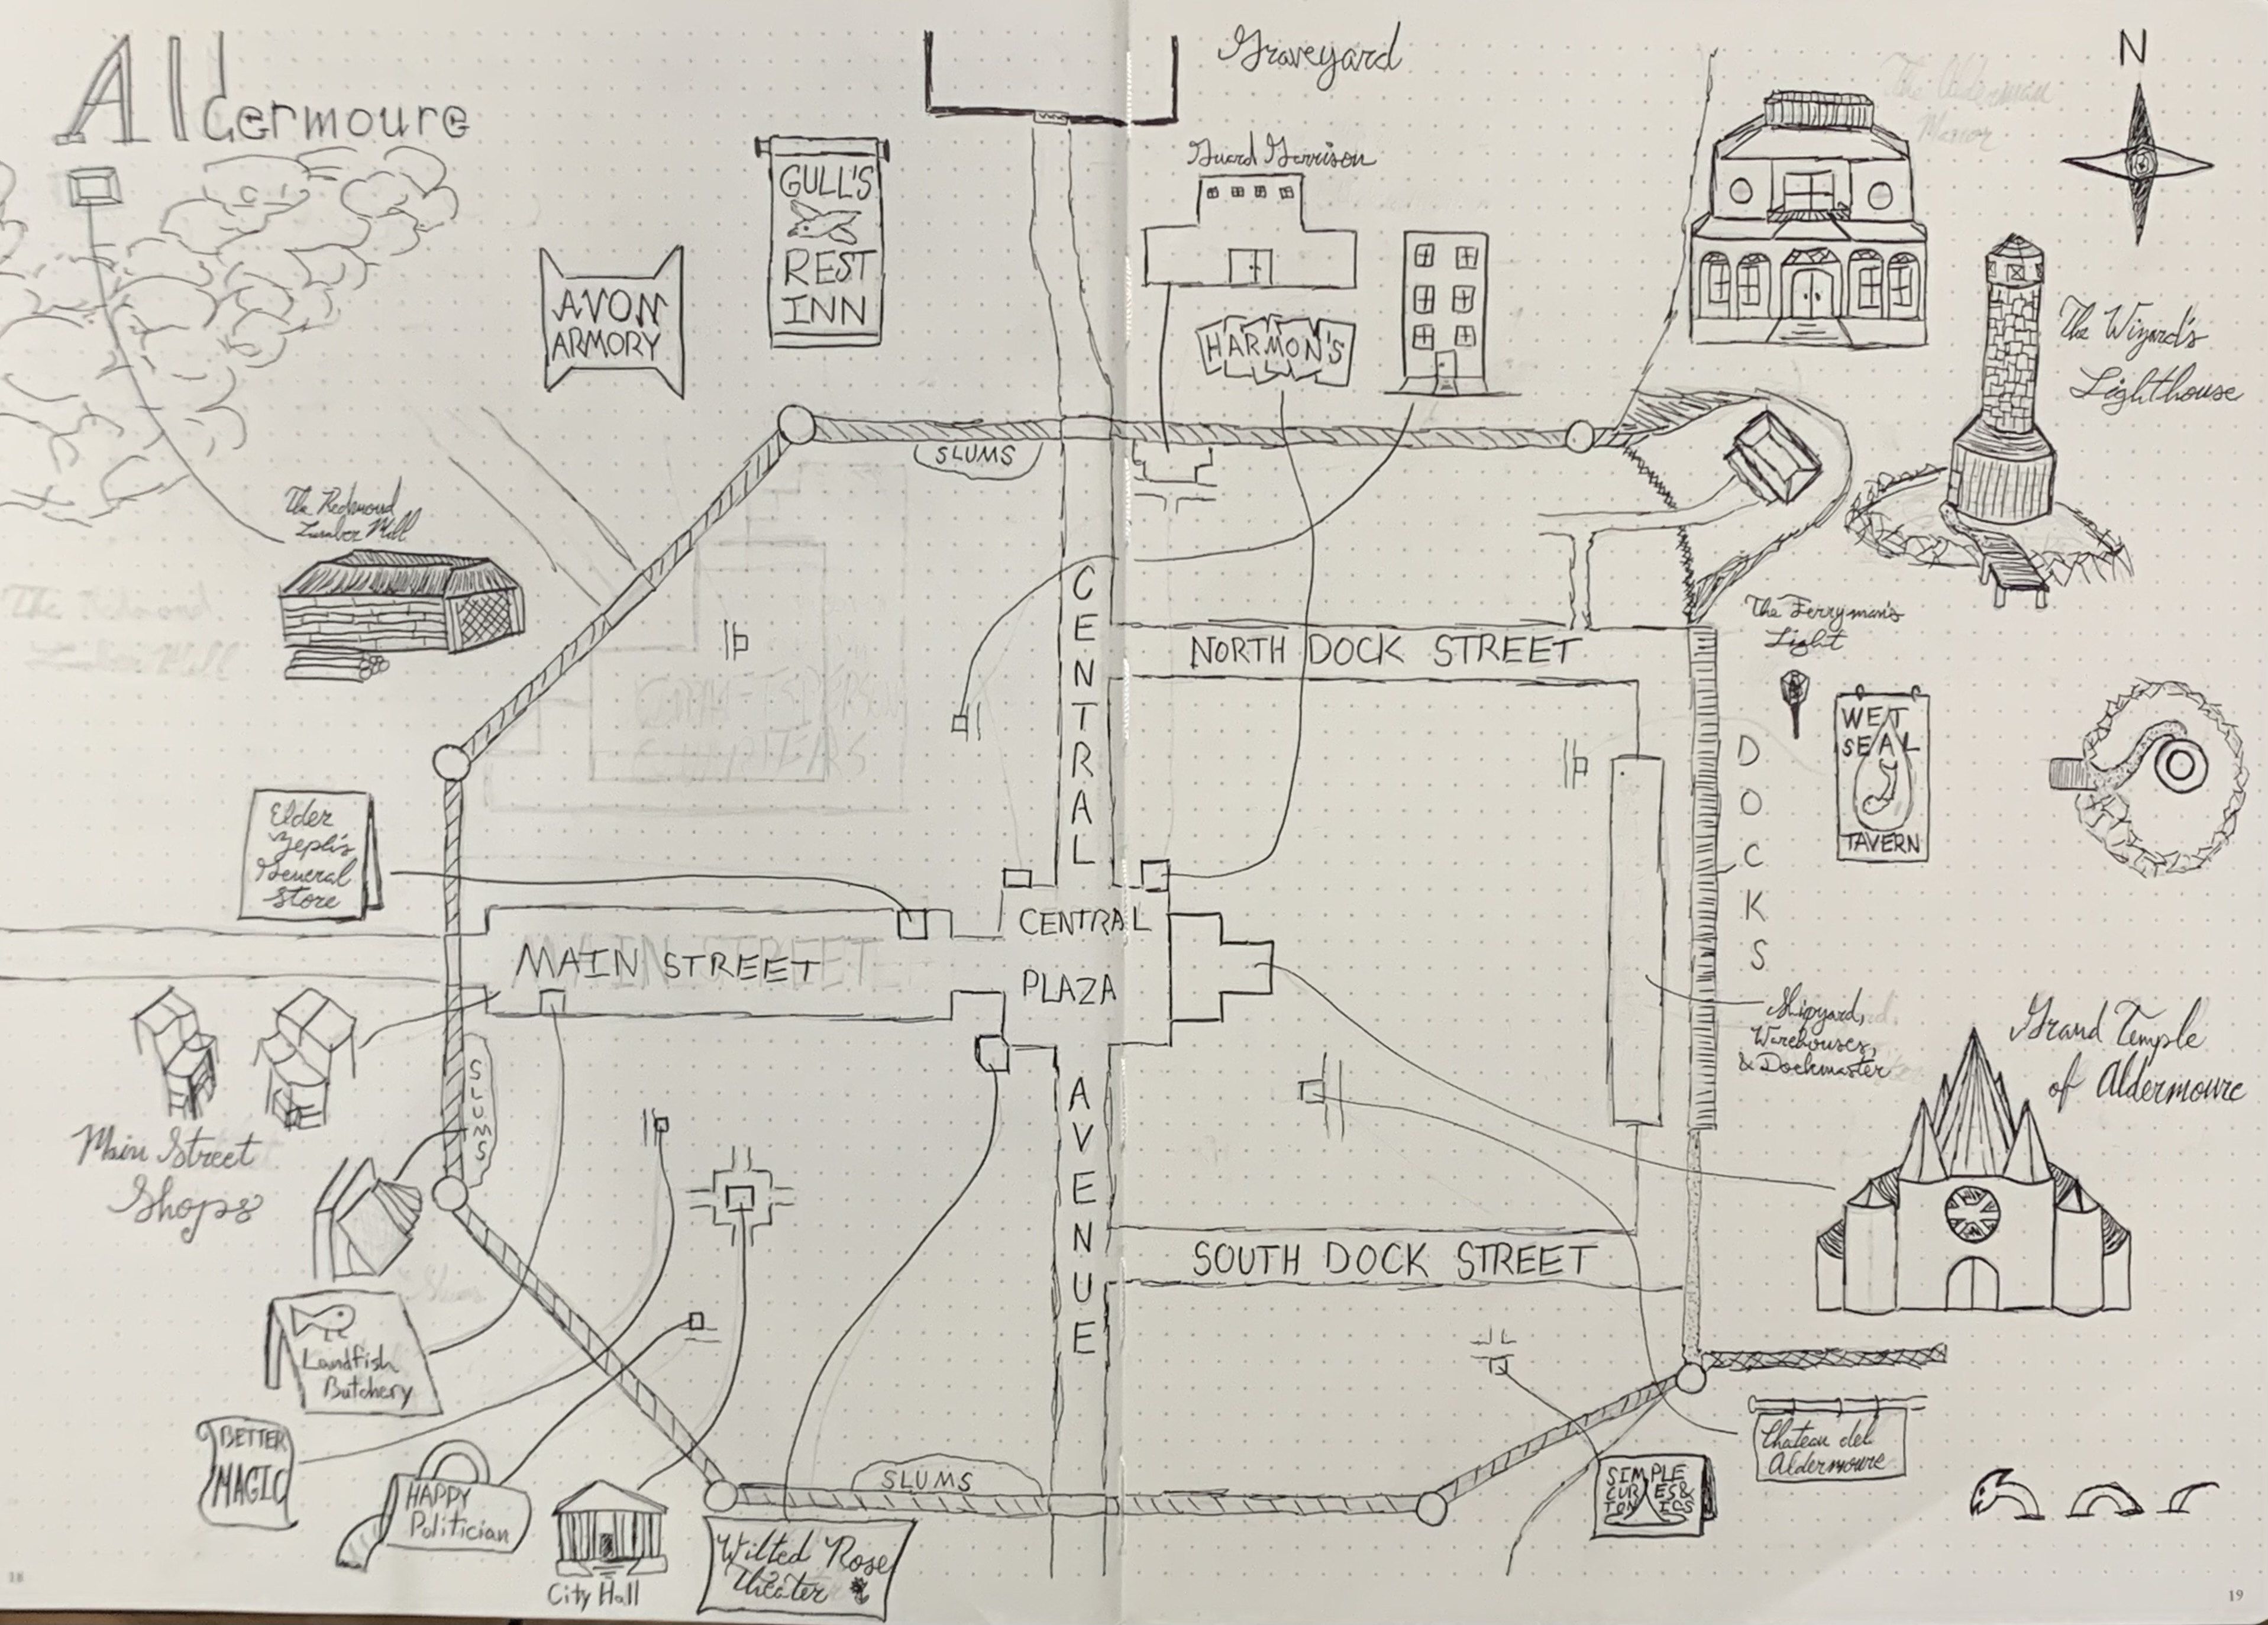 Aldermoure
Graveyard
N
The Alderman
Manor
Guard Garrison
GULL'S
REST
INN
AVON
ARMORY
HARMON'S
The Wizard's
Lighthouse
SLUMS
The Redmond
Lumber Mill
The Redmond
Lumber Mill
CENTRAL
NORTH DOCK STREET
The Ferryman's
Light
WET
SEAL
TAVERN
DOCKS
Elder
Zeph's
General
Store
MAIN STREET
CENTRAL
PLAZA
Shipyard,
Warehouses,
& Dockmaster
Grand Temple
of Aldermoure
SLUMS
Main Street
Shops
AVENUE
SOUTH DOCK STREET
Slums
Landfish
Butchery
BETTER
MAGIC
HAPPY
Politician
City Hall
SLUMS
Wilted Rose
Theater
SIMPLE
CURES &
TONICS
Chateau del
Aldermoure
18
19